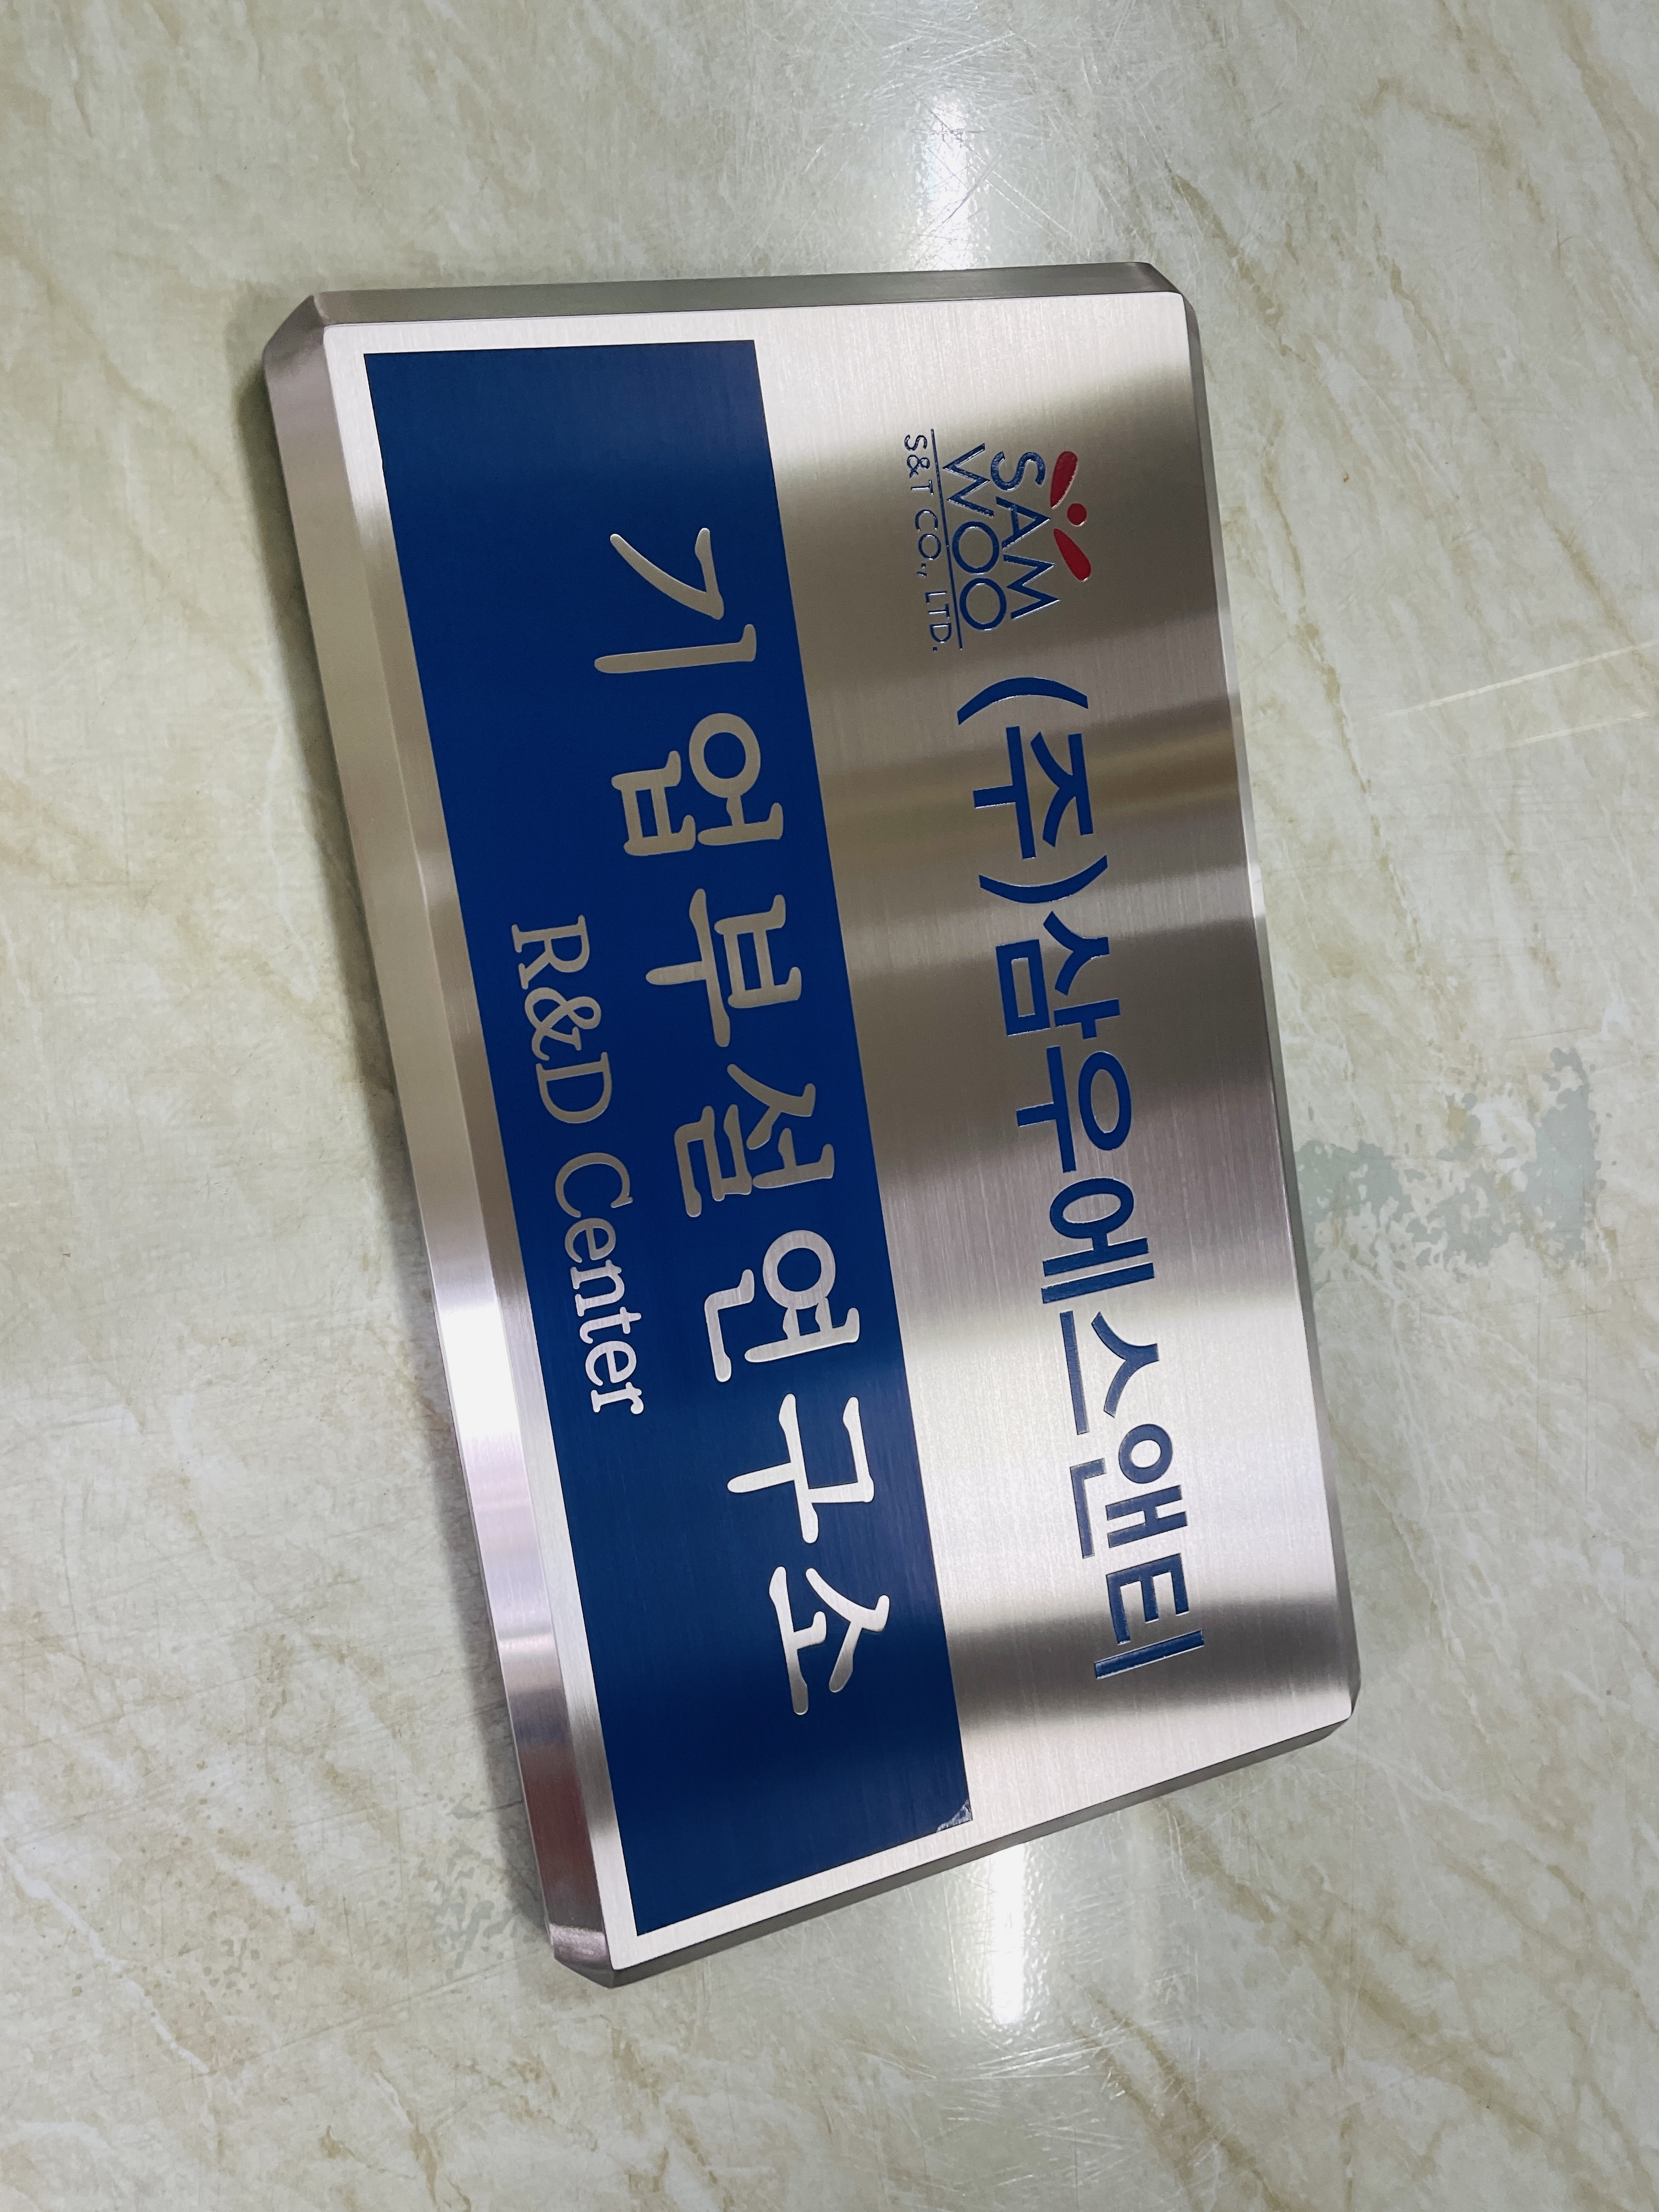 SAM
WOO
S&T CO., LTD.
(주)삼우에스앤티
기업부설연구소
R&D Center